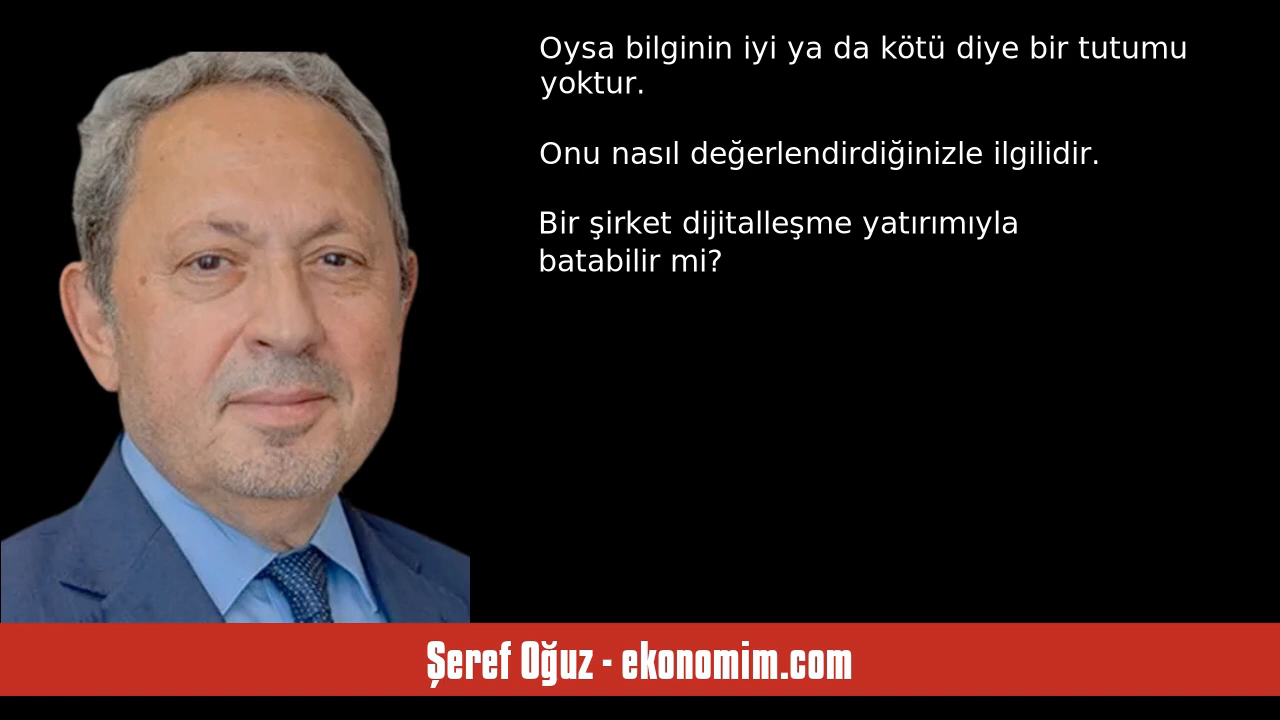 Oysa bilginin iyi ya da kötü diye bir tutumu
yoktur.
Onu nasıl değerlendirdiğinizle ilgilidir.
Bir şirket dijitalleşme yatırımıyla
batabilir mi?
Şeref Oğuz - ekonomim.com